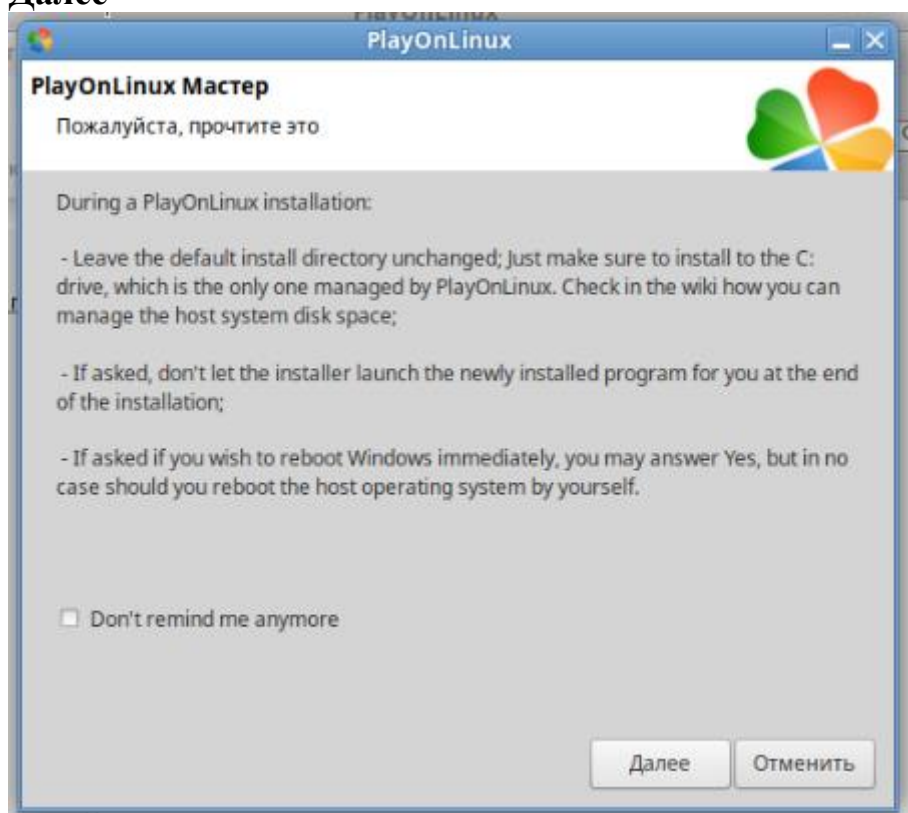 Далее
PlayOnLinux
PlayOnLinux
PlayOnLinux Мастер
Пожалуйста, прочтите это
During a PlayOnLinux installation:
- Leave the default install directory unchanged; Just make sure to install to the C:
drive, which is the only one managed by PlayOnLinux. Check in the wiki how you can
manage the host system disk space;
- If asked, don't let the installer launch the newly installed program for you at the end
of the installation;
- If asked if you wish to reboot Windows immediately, you may answer Yes, but in no
case should you reboot the host operating system by yourself.
Don't remind me anymore
Далее
Отменить